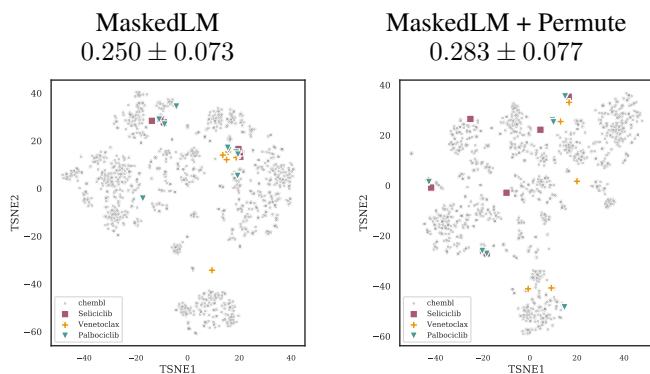 MaskedLM
0.250 ± 0.073
40
20
0
−20
−40
−60
TSNE2
chembl
Seliciclib
Venetoclax
Palbociclib
−40
−20
0
20
40
TSNE1
MaskedLM + Permute
0.283 ± 0.077
40
20
0
−20
−40
−60
TSNE2
chembl
Seliciclib
Venetoclax
Palbociclib
−60
−40
−20
0
20
40
TSNE1